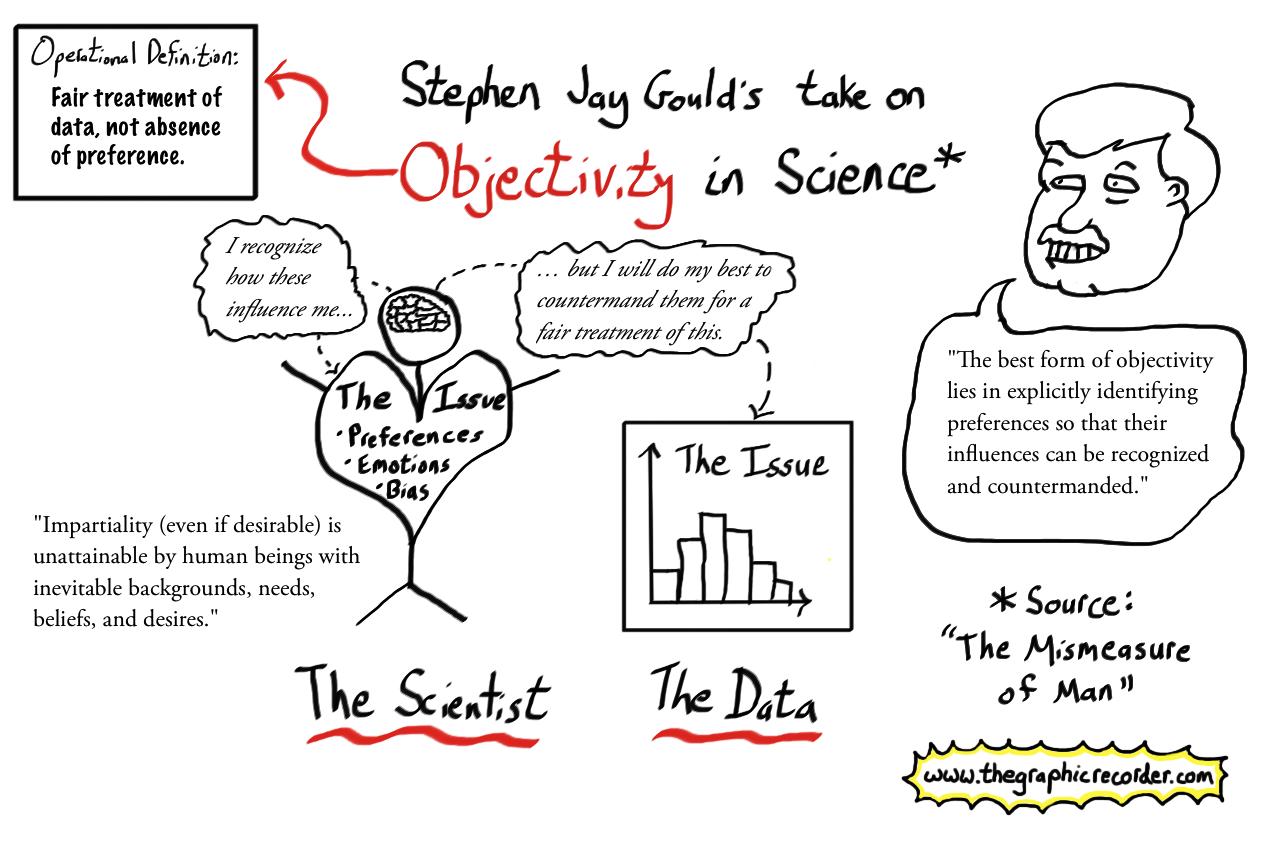 Operational Definition:
Fair treatment of
data, not absence
of preference.
Stephen Jay Gould's take on
Objectivity in Science*
I recognize
how these
influence me...
... but I will do my best to
countermand them for a
fair treatment of this.
The Issue
· Preferences
· Emotions
· Bias
"Impartiality (even if desirable) is
unattainable by human beings with
inevitable backgrounds, needs,
beliefs, and desires."
The Scientist
The Issue
The Data
"The best form of objectivity
lies in explicitly identifying
preferences so that their
influences can be recognized
and countermanded."
* Source:
"The Mismeasure
of Man"
www.thegraphicrecorder.com